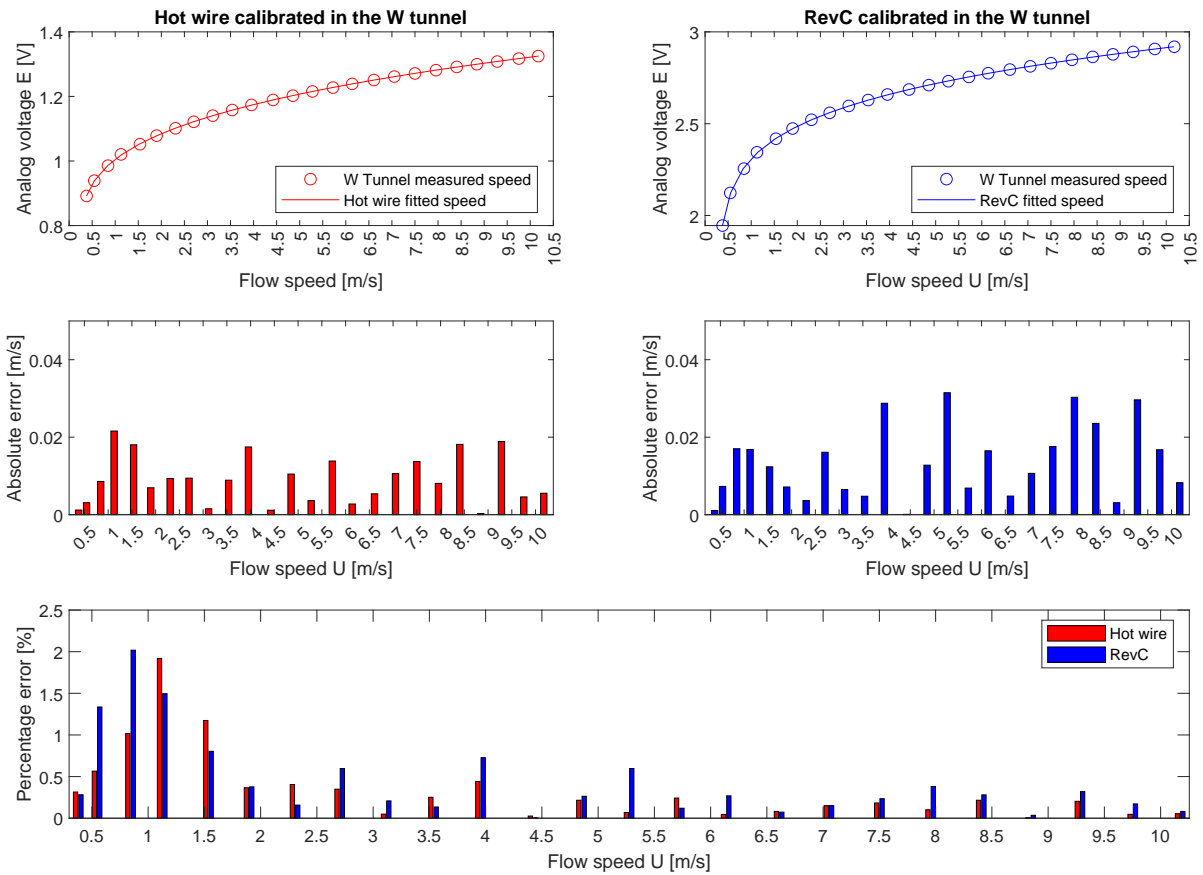 Hot wire calibrated in the W tunnel
Analog voltage E [V]
1.4
1.2
1
0.8
0 0.5 1 1.5 2 2.5 3 3.5 4 4.5 5 5.5 6 6.5 7 7.5 8 8.5 9 9.5 10 10.5
W Tunnel measured speed
Hot wire fitted speed
Flow speed [m/s]
RevC calibrated in the W tunnel
Analog voltage E [V]
3
2.5
2
0 0.5 1 1.5 2 2.5 3 3.5 4 4.5 5 5.5 6 6.5 7 7.5 8 8.5 9 9.5 10 10.5
W Tunnel measured speed
RevC fitted speed
Flow speed U [m/s]
Absolute error [m/s]
0.04
0.02
0
0.5 1 1.5 2 2.5 3 3.5 4 4.5 5 5.5 6 6.5 7 7.5 8 8.5 9 9.5 10
Flow speed U [m/s]
Absolute error [m/s]
0.04
0.02
0
0.5 1 1.5 2 2.5 3 3.5 4 4.5 5 5.5 6 6.5 7 7.5 8 8.5 9 9.5 10
Flow speed U [m/s]
Percentage error [%]
2.5
2
1.5
1
0.5
0
0.5 1 1.5 2 2.5 3 3.5 4 4.5 5 5.5 6 6.5 7 7.5 8 8.5 9 9.5 10
Hot wire
RevC
Flow speed U [m/s]